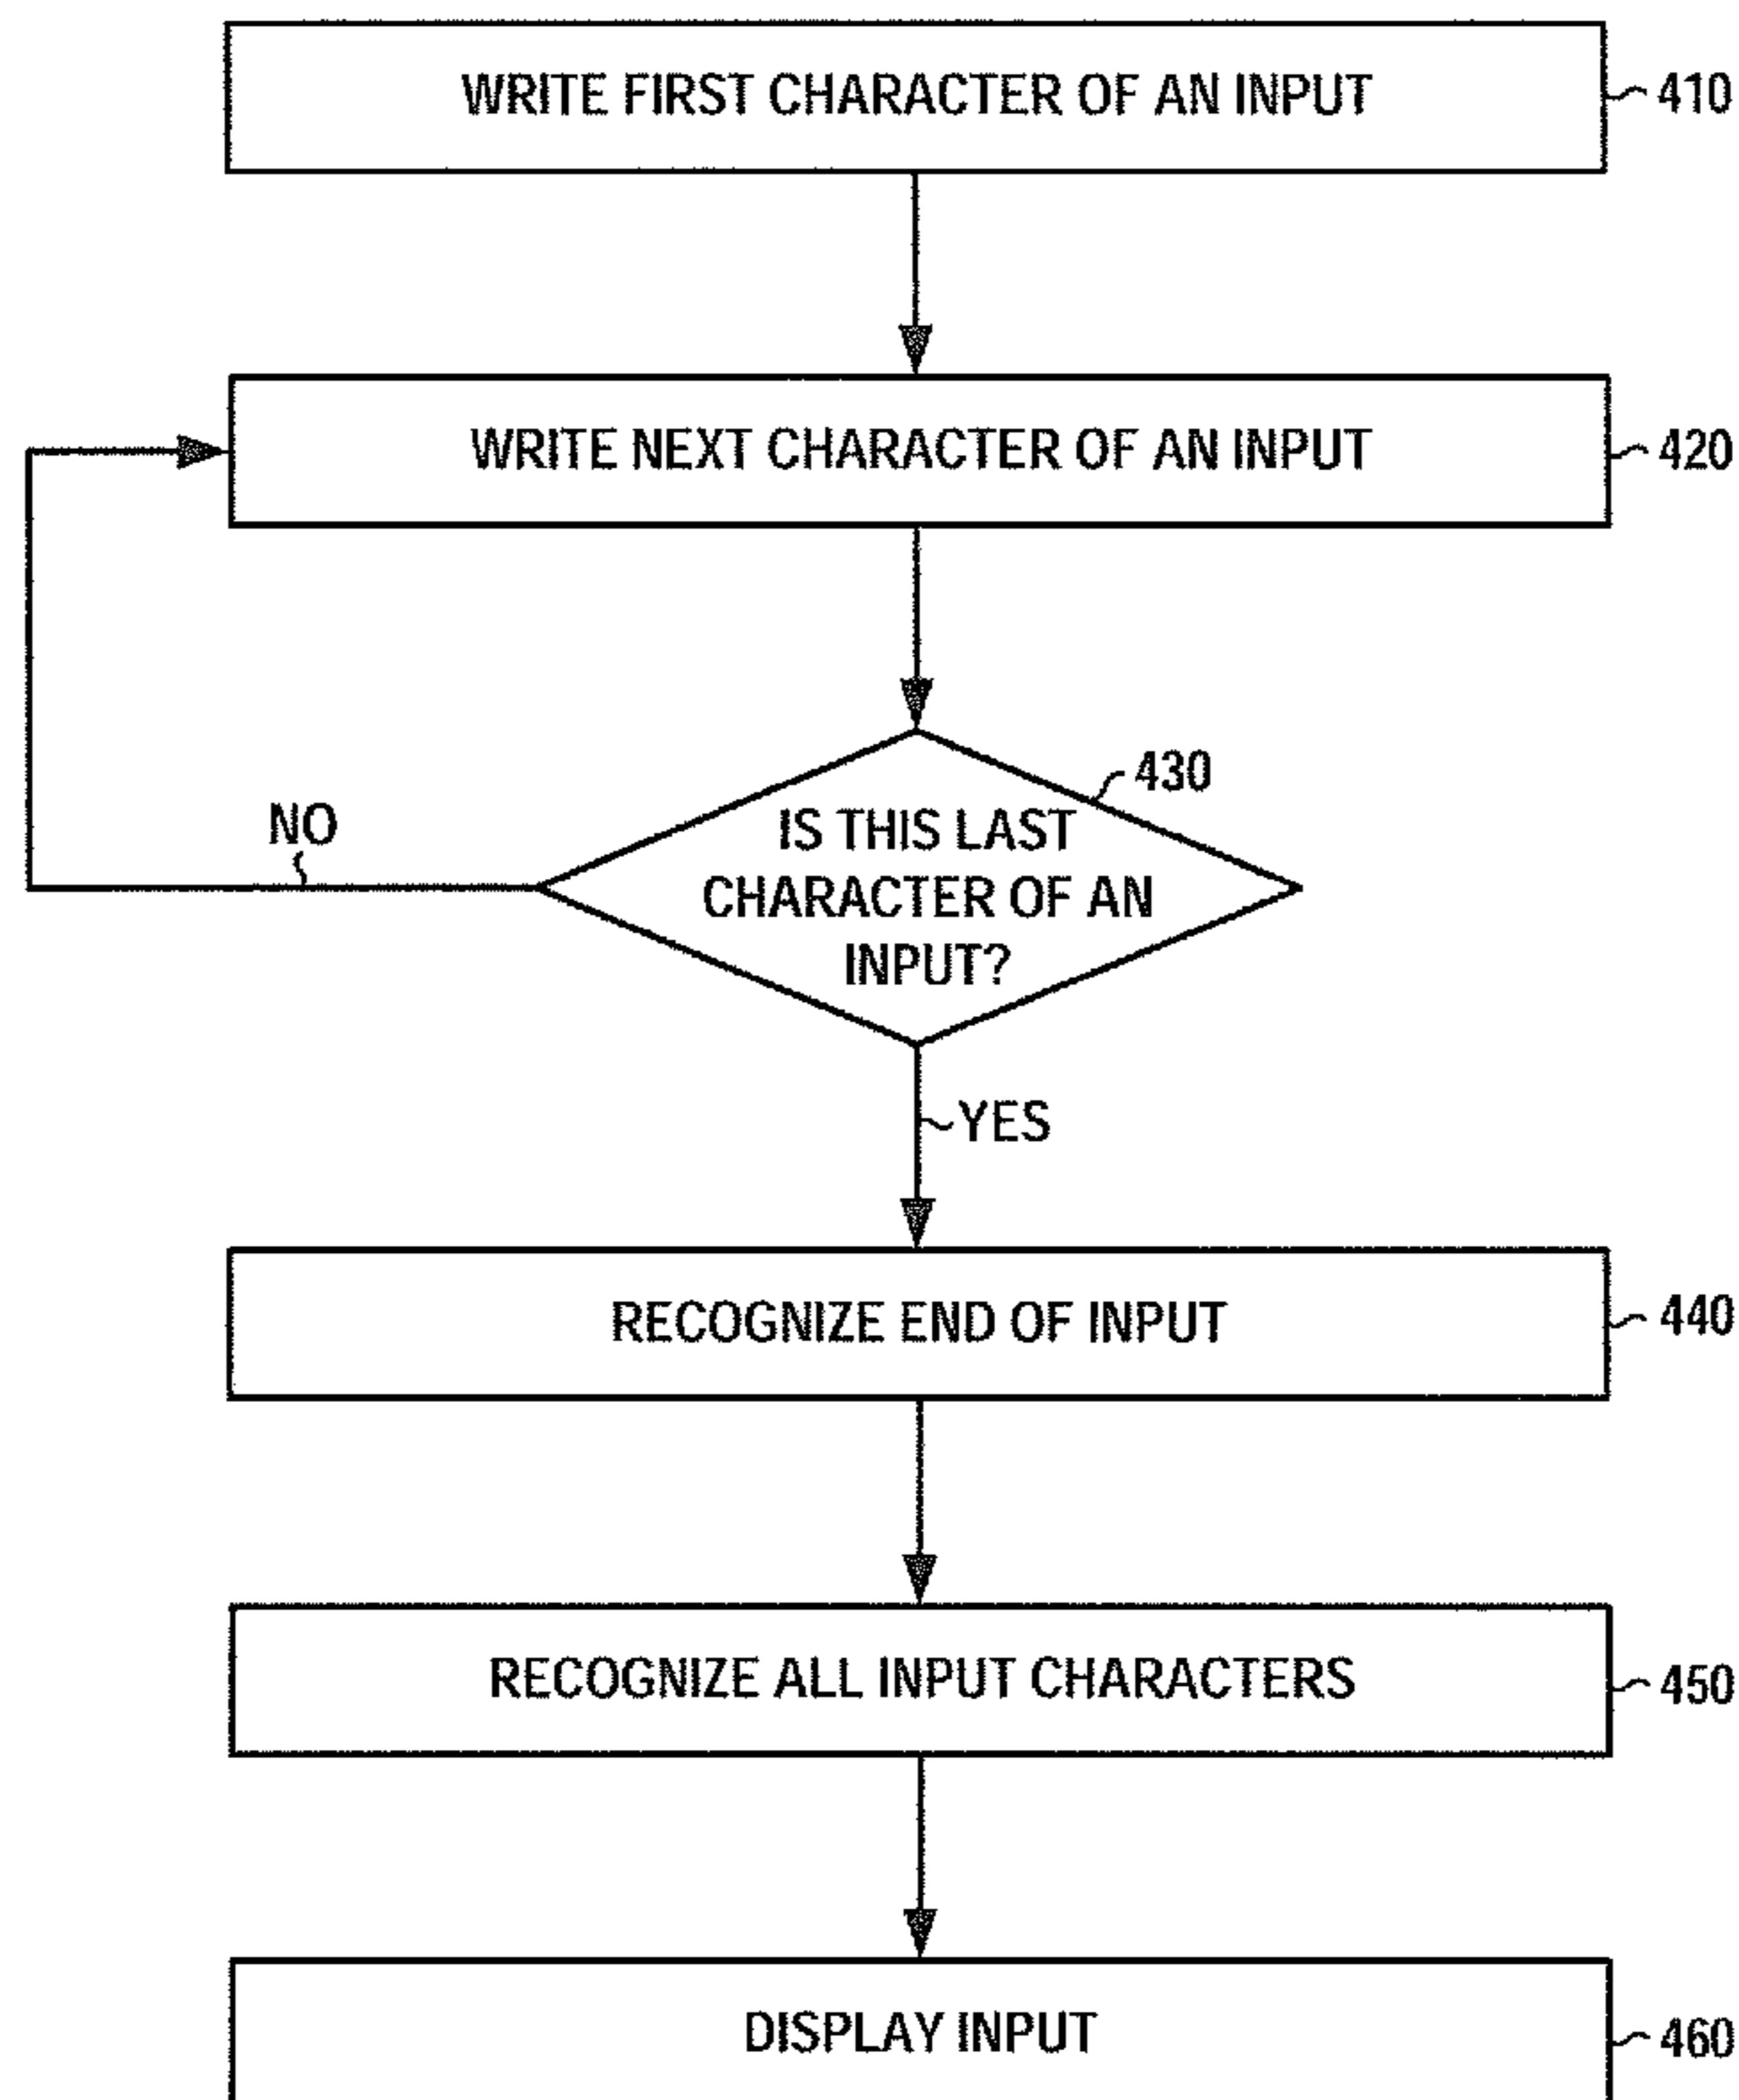 WRITE FIRST CHARACTER OF AN INPUT
410
WRITE NEXT CHARACTER OF AN INPUT
420
430
IS THIS LAST
CHARACTER OF AN
INPUT?
NO
YES
RECOGNIZE END OF INPUT
440
RECOGNIZE ALL INPUT CHARACTERS
450
DISPLAY INPUT
460